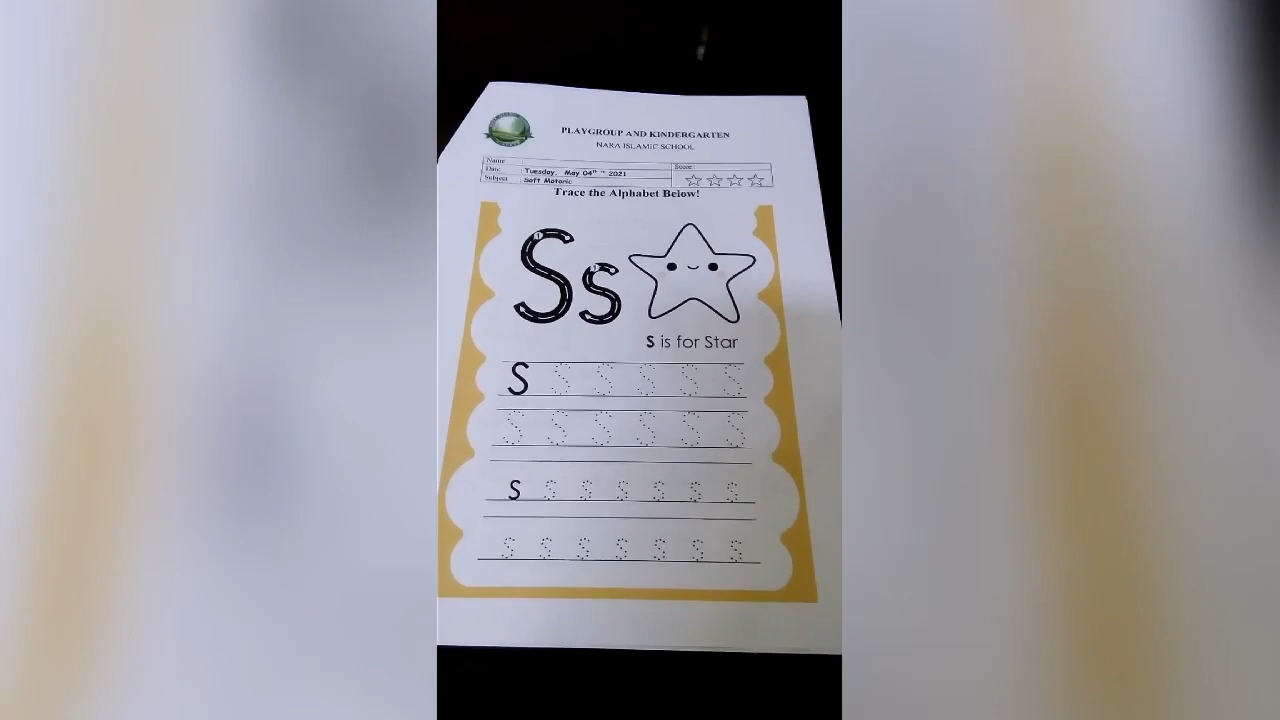 PLAYGROUP AND KINDERGARTEN
NARA ISLAMIC SCHOOL
Name :
Score :
Date : Tuesday, May 04th th 2021
Subject : Soft Motoric
Trace the Alphabet Below!
S s
S is for Star
S S S S S S
S S S S S S
s s s s s s s
s s s s s s s